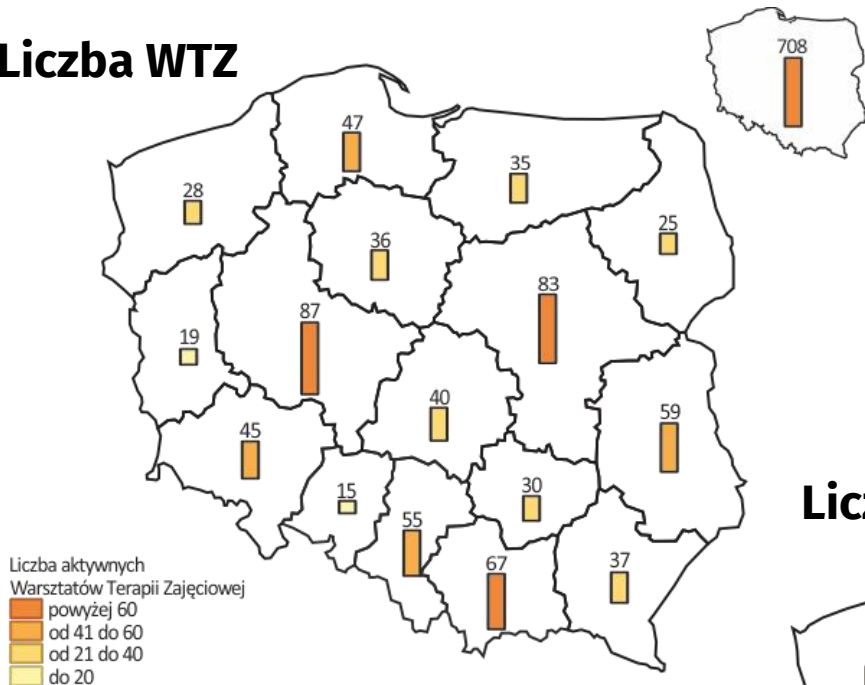 Liczba WTZ
708
47
35
28
25
36
83
87
19
40
59
45
15
30
55
67
37
Licz
Liczba aktywnych
Warsztatów Terapii Zajęciowej
powyżej 60
od 41 do 60
od 21 do 40
do 20